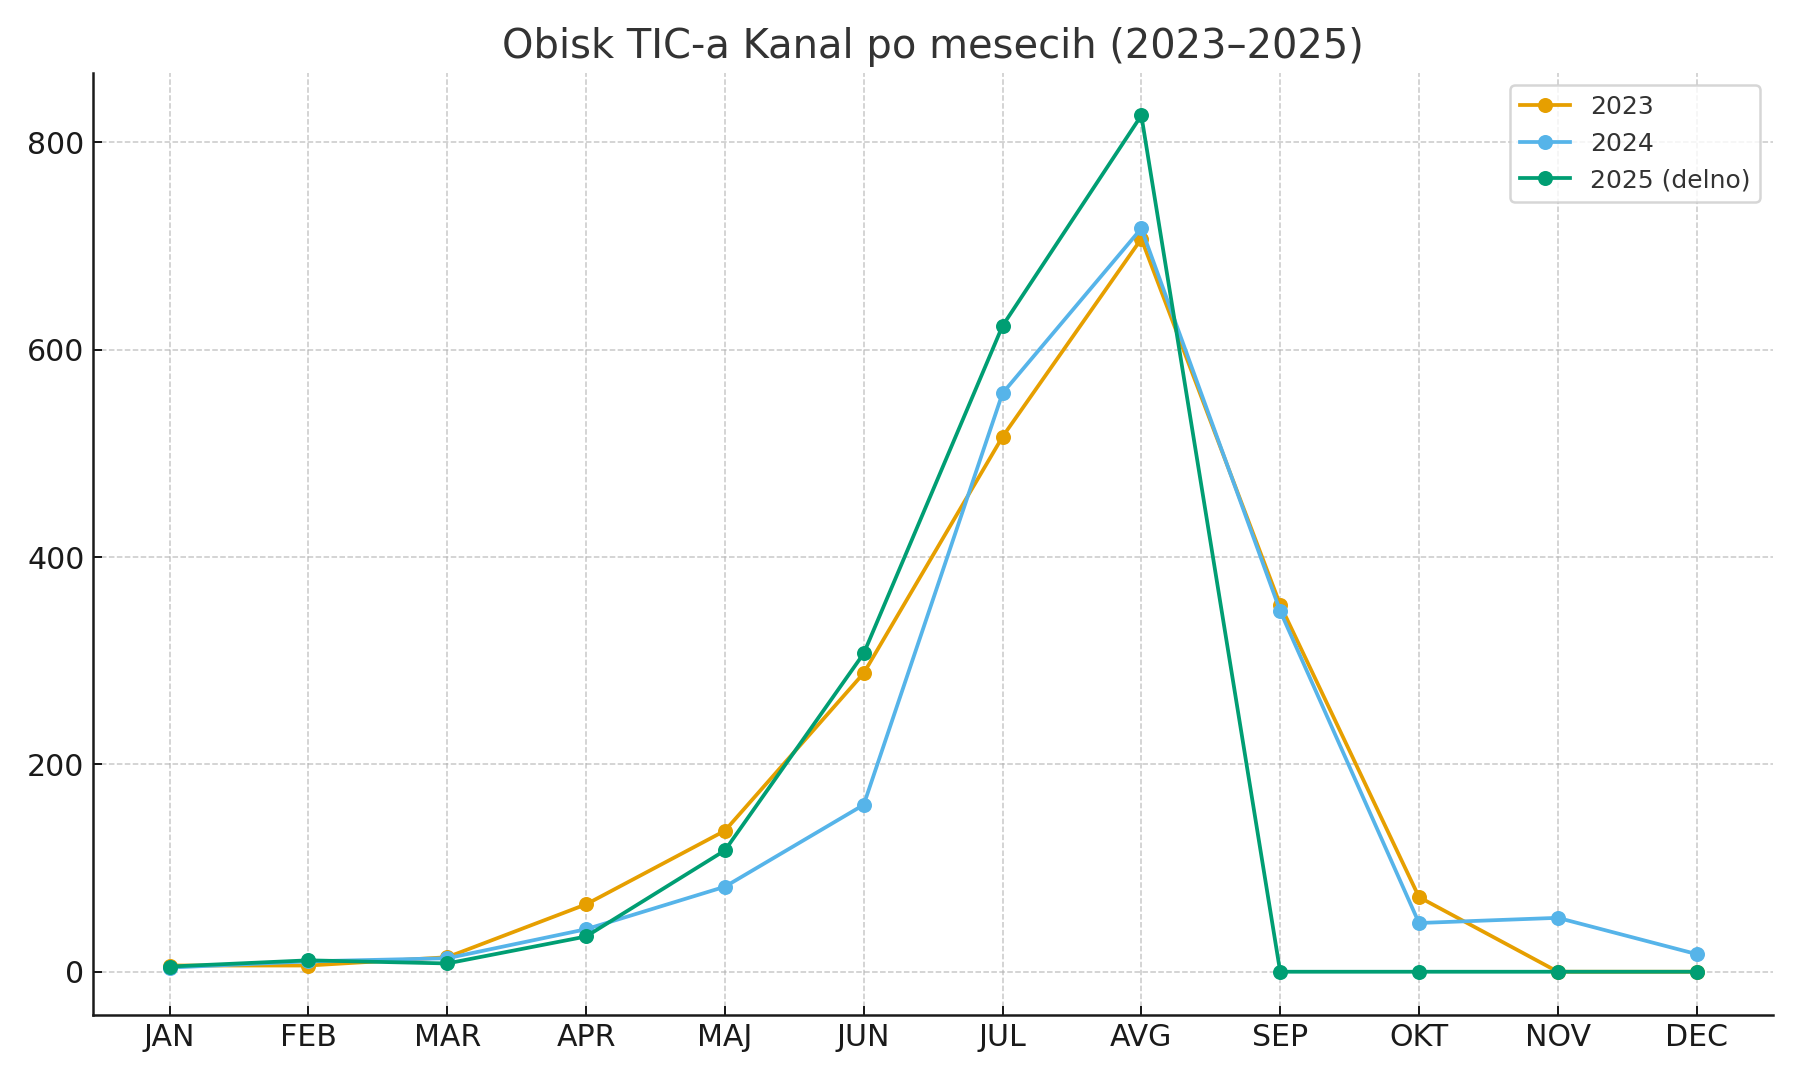 Obisk TIC-a Kanal po mesecih (2023–2025)
2023
2024
2025 (delno)
800
600
400
200
0
JAN FEB MAR APR MAJ JUN JUL AVG SEP OKT NOV DEC